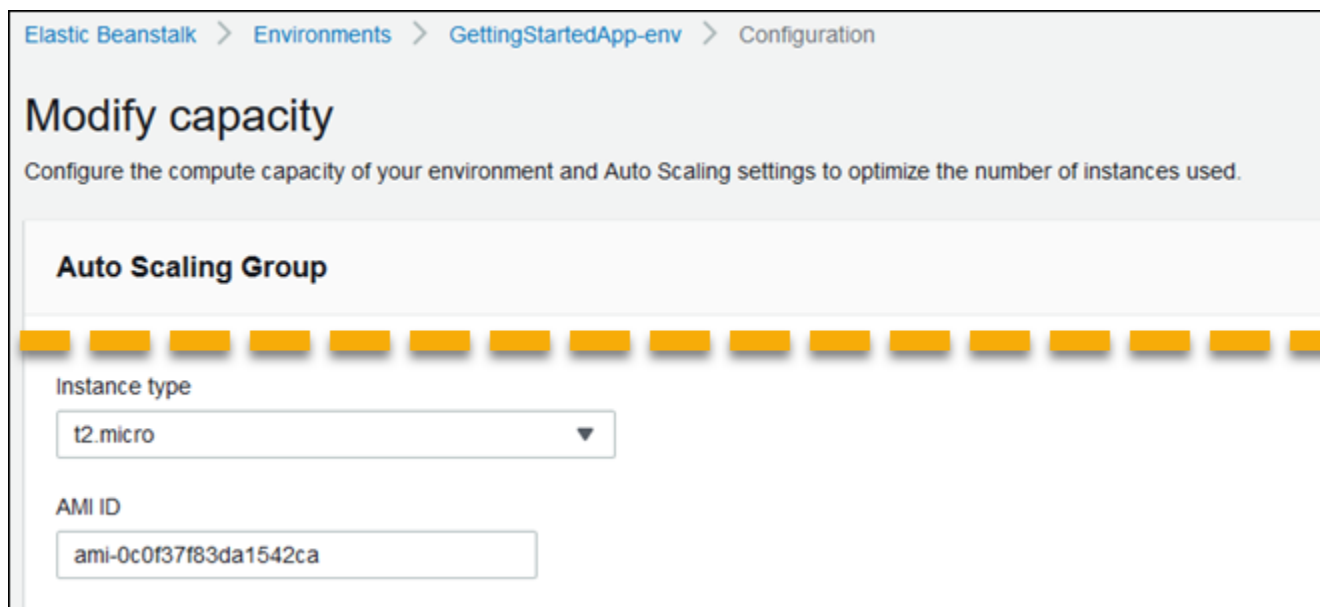 Elastic Beanstalk > Environments > GettingStartedApp-env > Configuration
Modify capacity
Configure the compute capacity of your environment and Auto Scaling settings to optimize the number of instances used.
Auto Scaling Group
Instance type
t2.micro
AMI ID
ami-0c0f37f83da1542ca